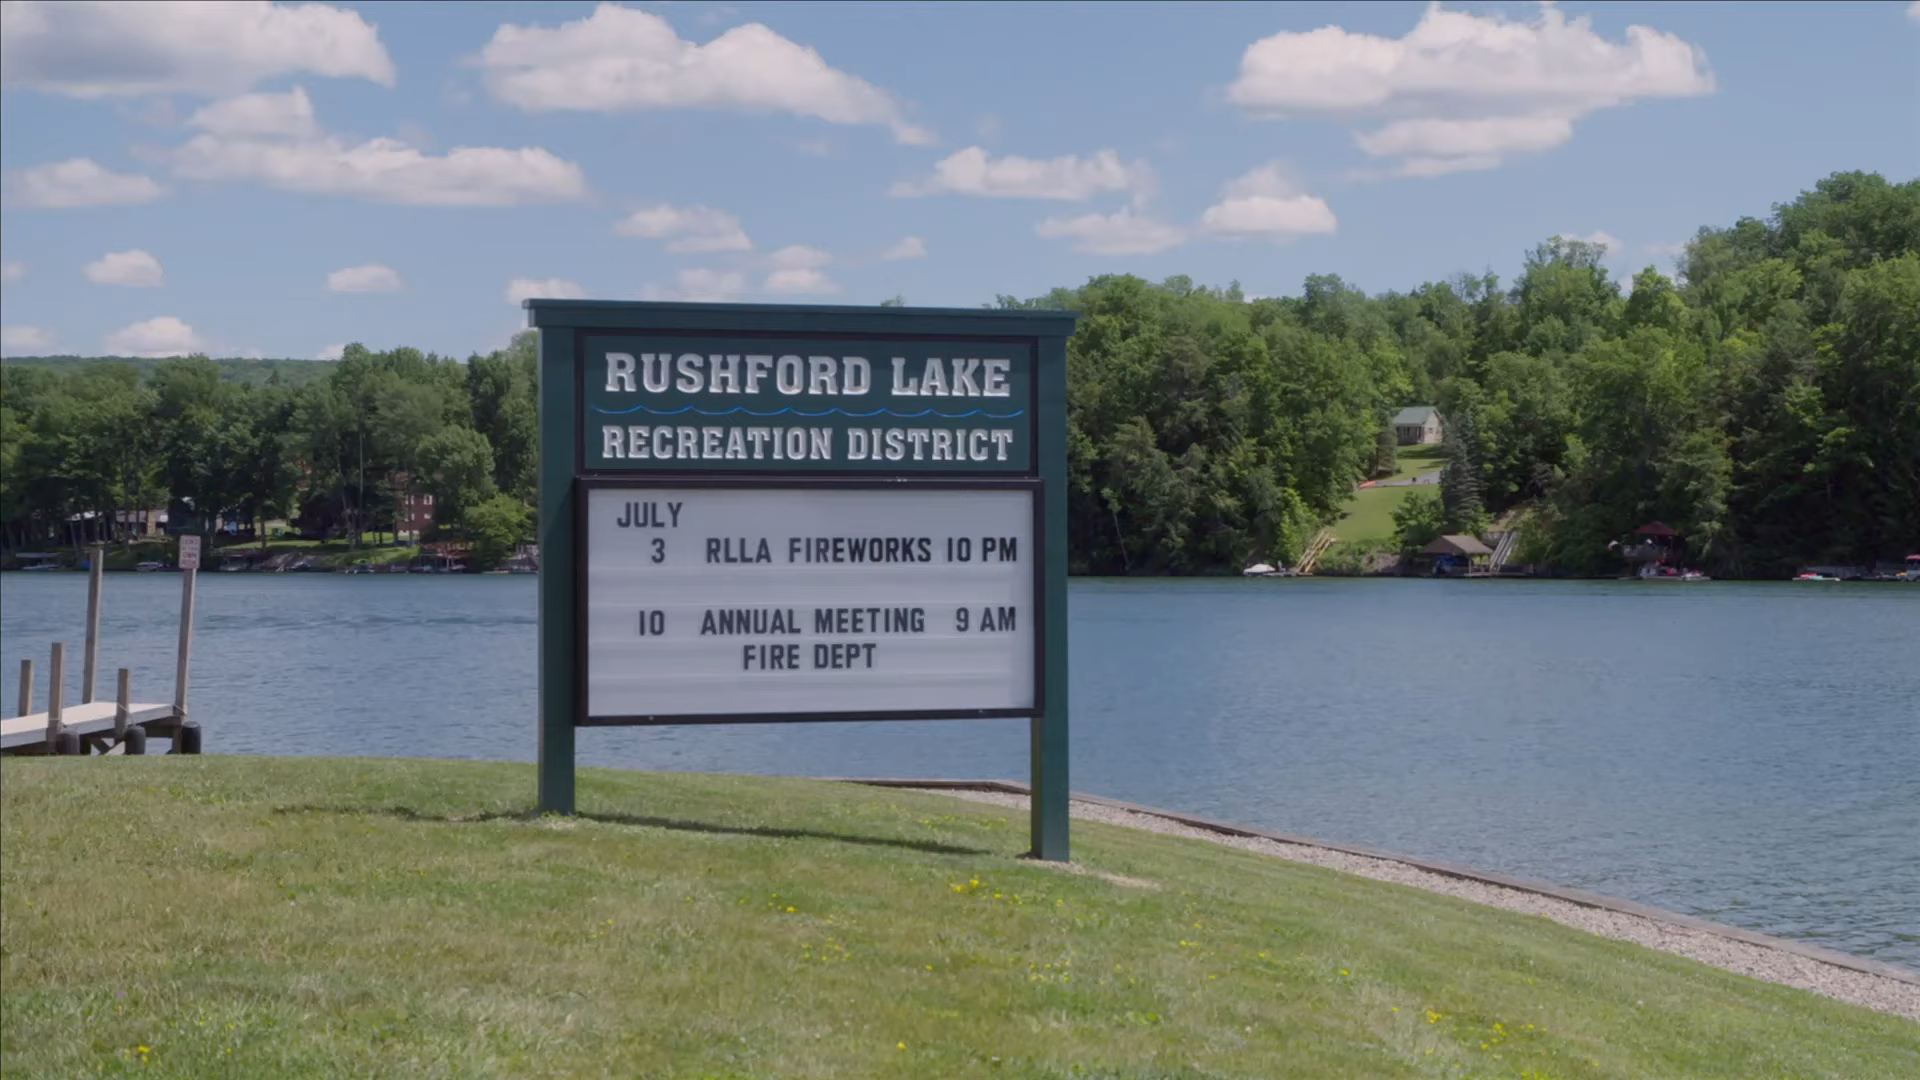 RUSHFORD LAKE
RECREATION DISTRICT
JULY
3 RLLA FIREWORKS 10 PM
10 ANNUAL MEETING 9 AM
FIRE DEPT